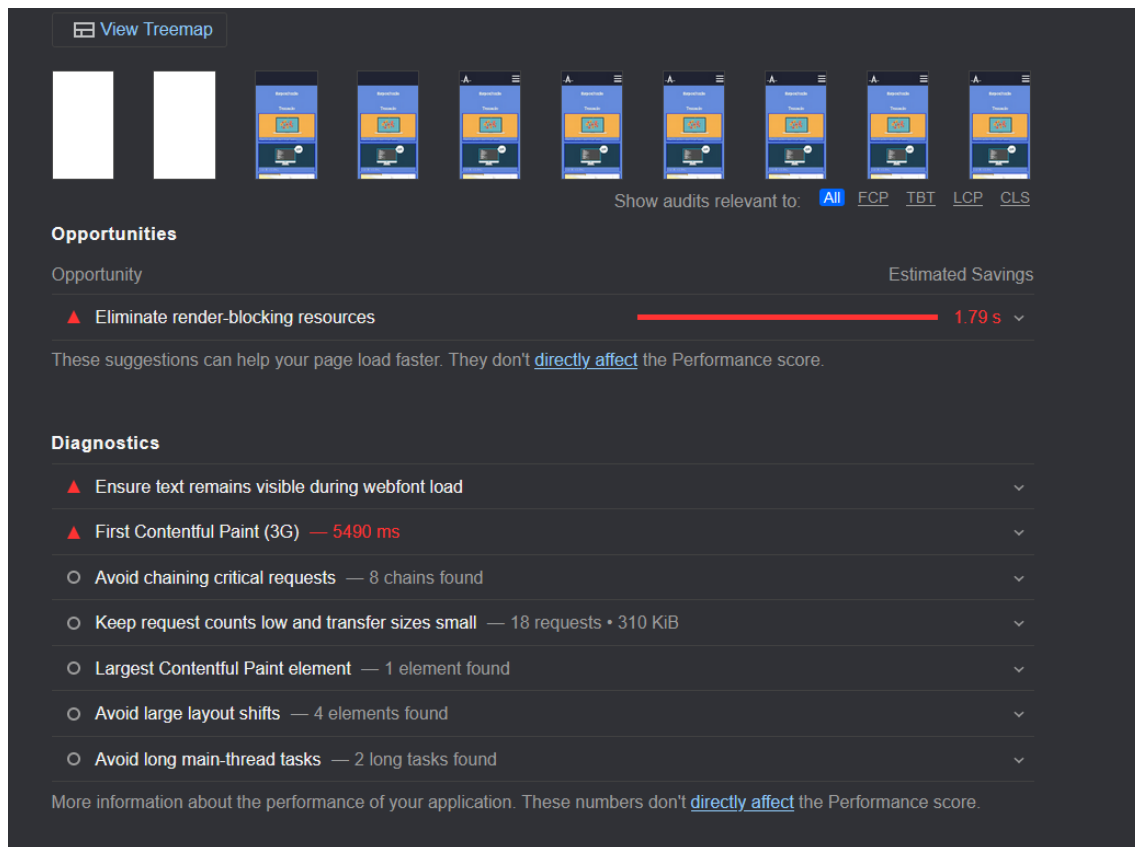 View Treemap
Show audits relevant to: All FCP TBT LCP CLS
Opportunities
Opportunity Estimated Savings
Eliminate render-blocking resources 1.79 s
These suggestions can help your page load faster. They don't directly affect the Performance score.
Diagnostics
Ensure text remains visible during webfont load
First Contentful Paint (3G) — 5490 ms
Avoid chaining critical requests — 8 chains found
Keep request counts low and transfer sizes small — 18 requests • 310 KiB
Largest Contentful Paint element — 1 element found
Avoid large layout shifts — 4 elements found
Avoid long main-thread tasks — 2 long tasks found
More information about the performance of your application. These numbers don't directly affect the Performance score.